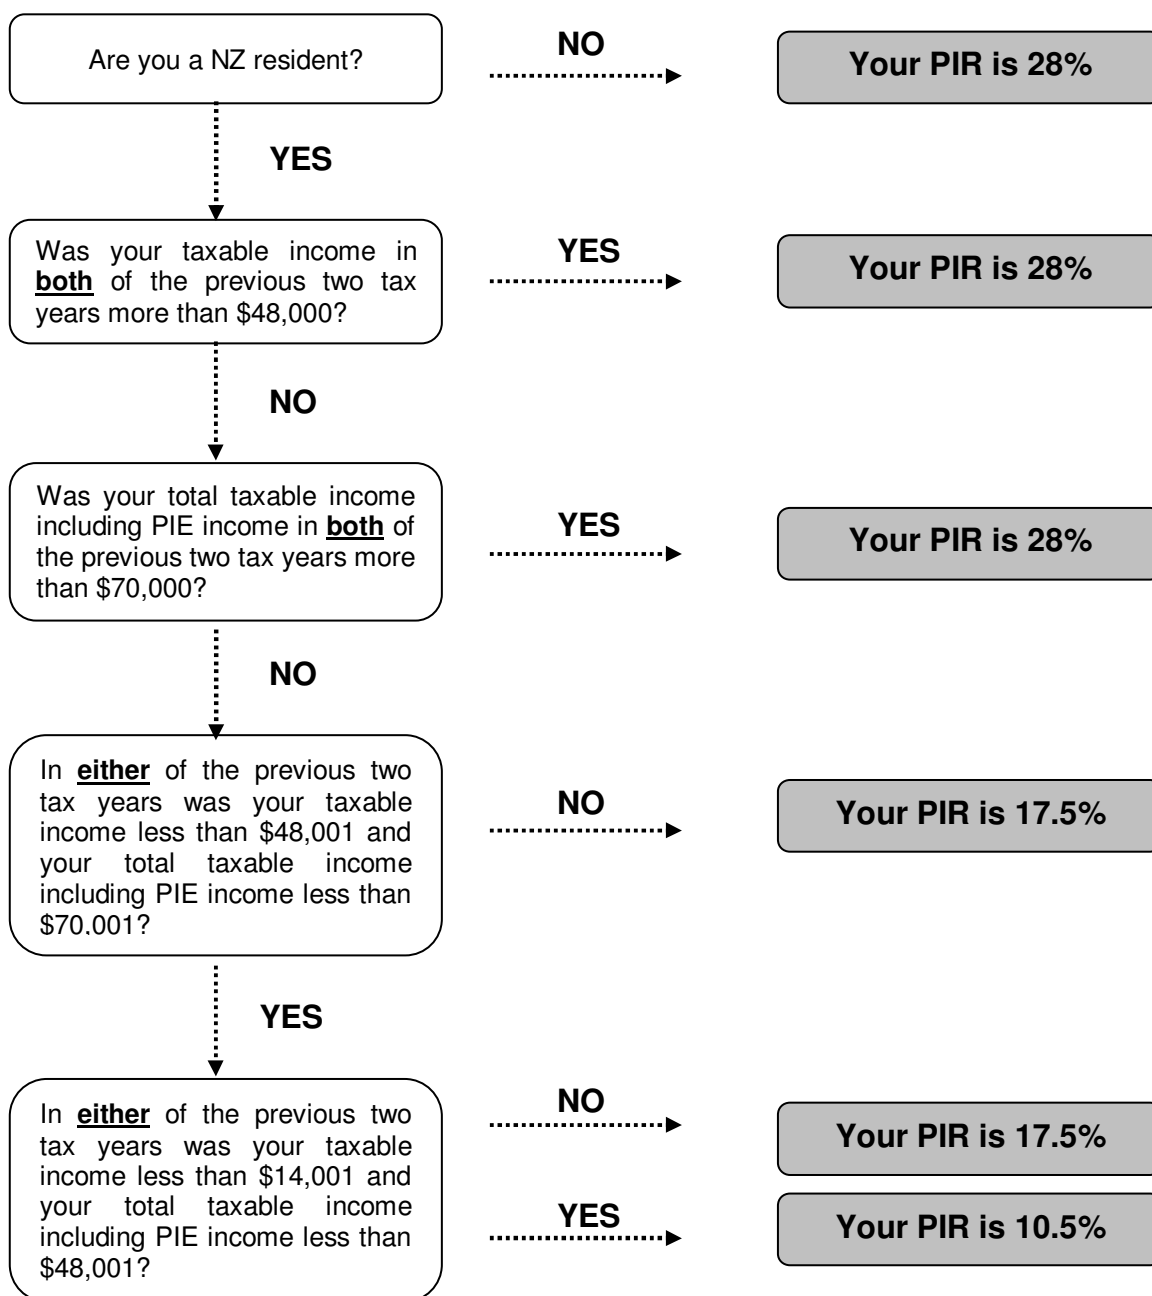 Are you a NZ resident?
NO
Your PIR is 28%
YES
Was your taxable income in
both of the previous two tax
years more than $48,000?
YES
Your PIR is 28%
NO
Was your total taxable income
including PIE income in both of
the previous two tax years more
than $70,000?
YES
Your PIR is 28%
NO
In either of the previous two
tax years was your taxable
income less than $48,001 and
your total taxable income
including PIE income less than
$70,001?
NO
Your PIR is 17.5%
YES
In either of the previous two
tax years was your taxable
income less than $14,001 and
your total taxable income
including PIE income less than
$48,001?
NO
Your PIR is 17.5%
YES
Your PIR is 10.5%